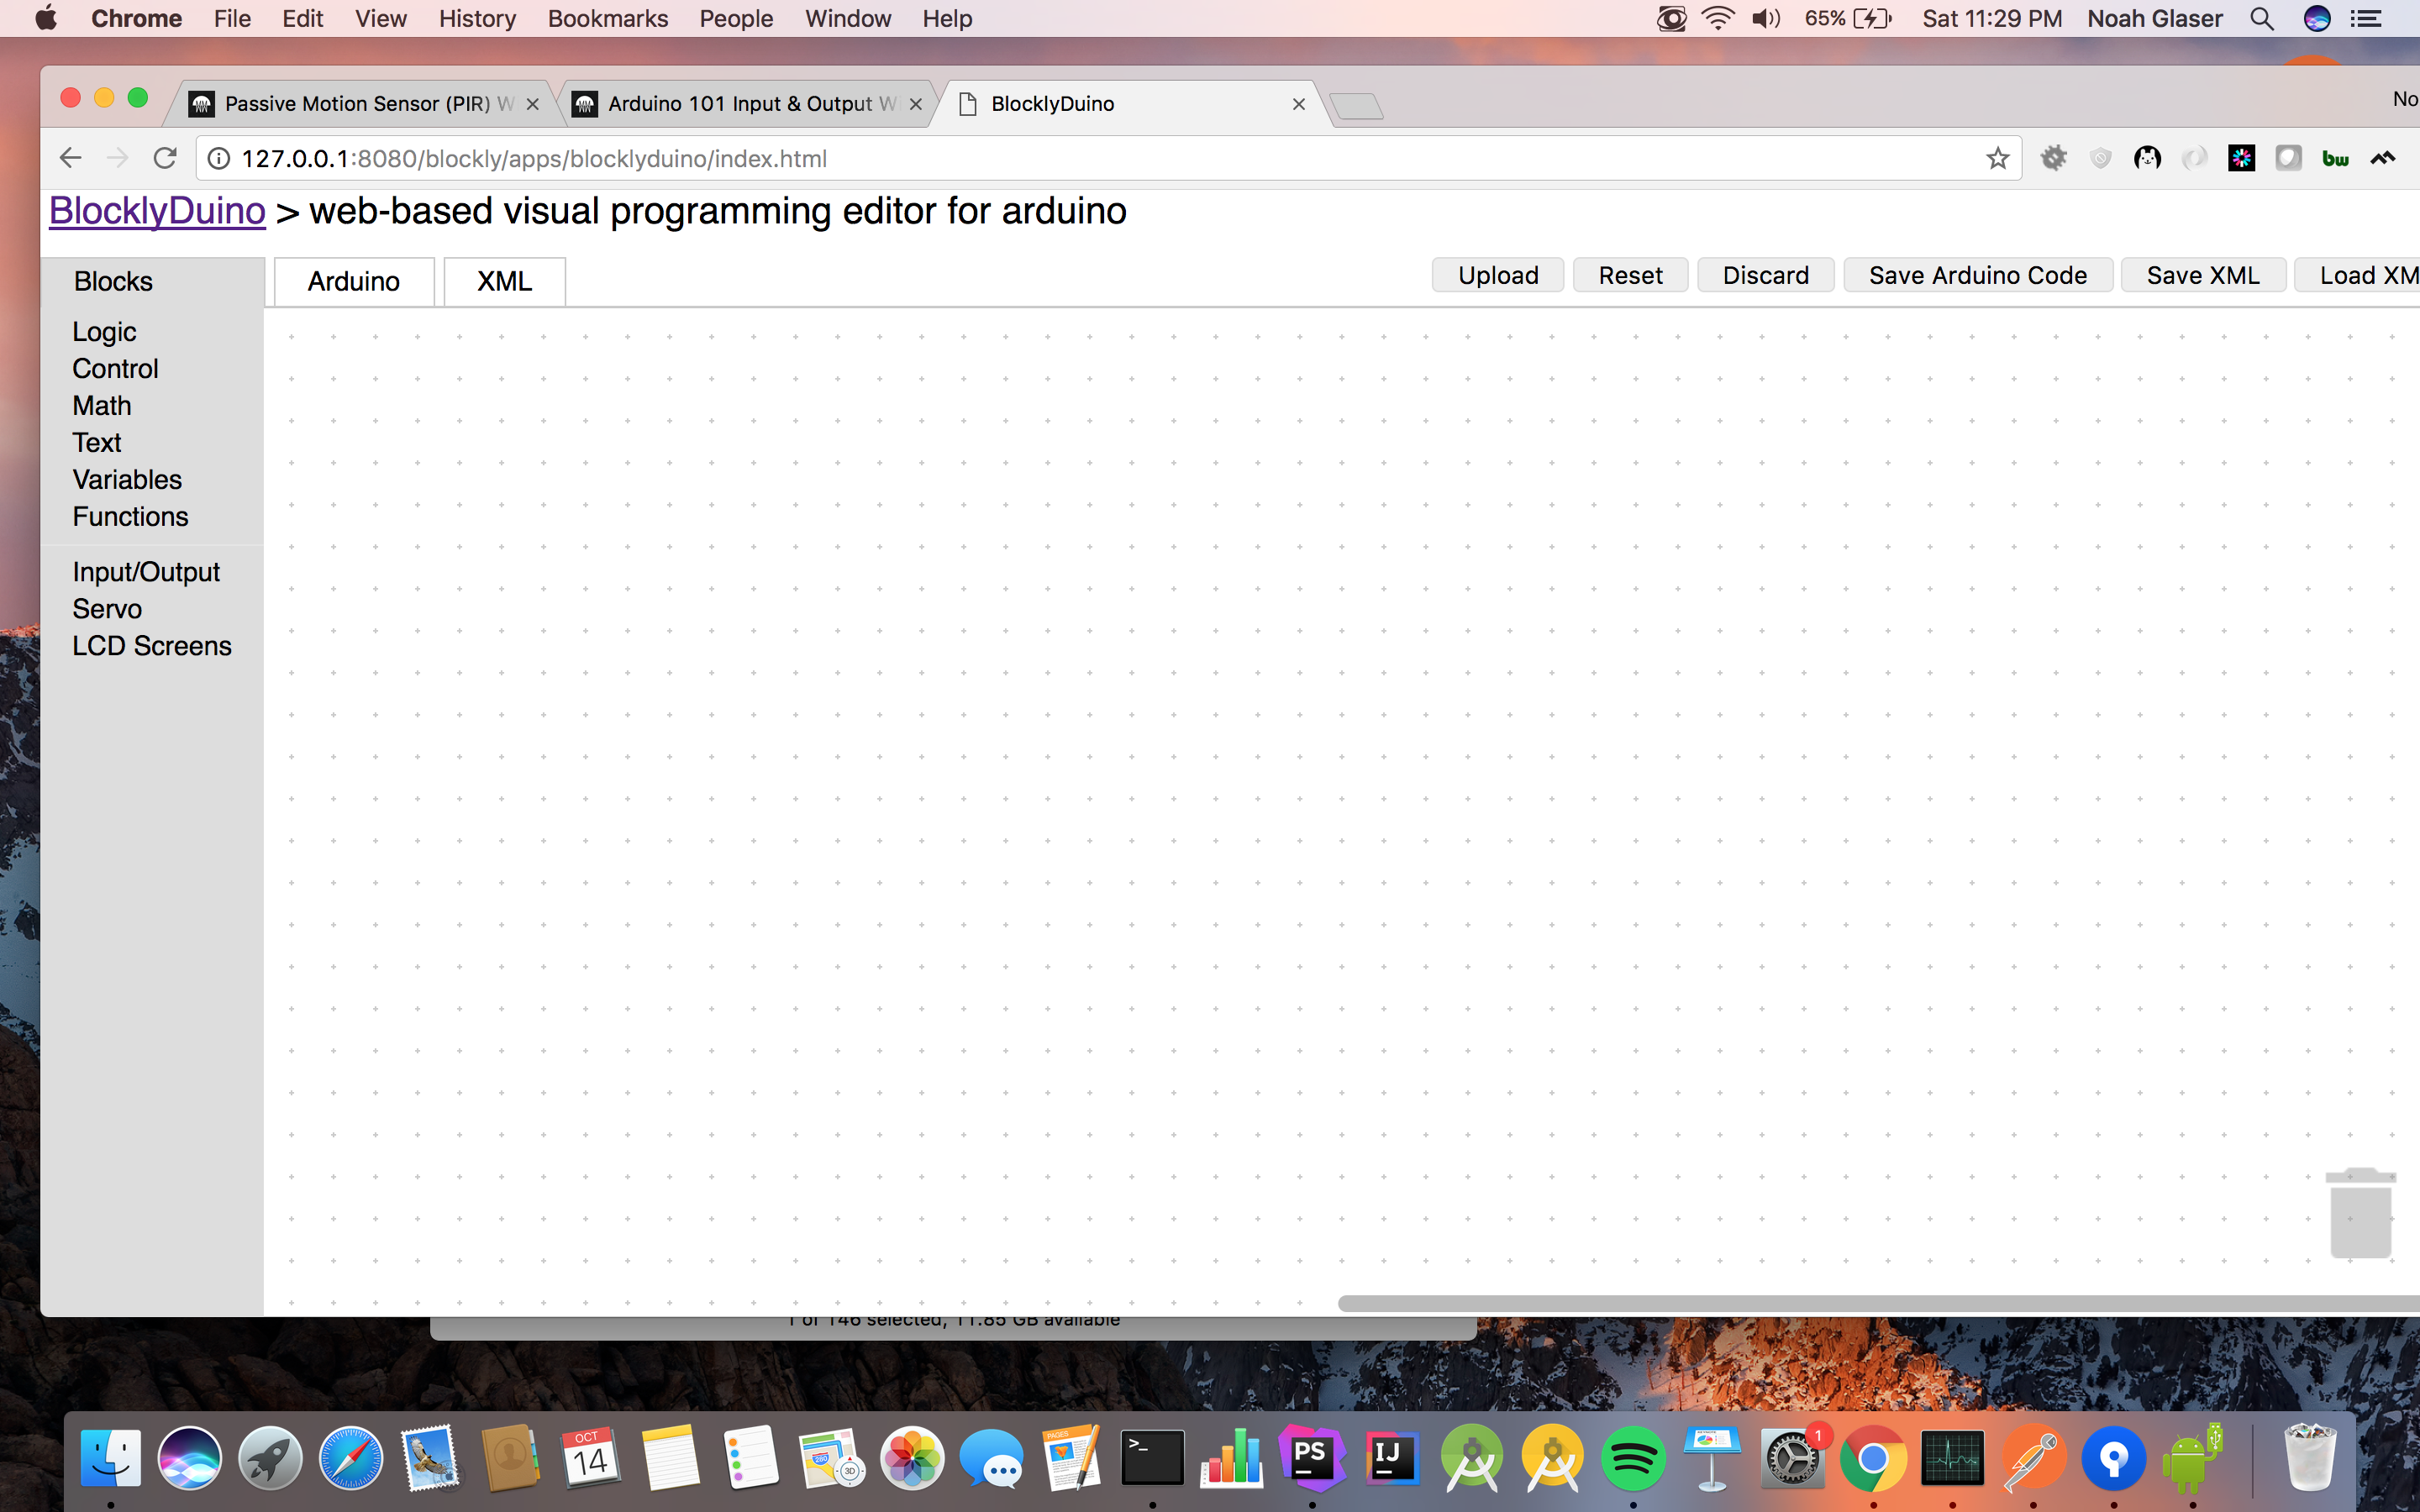 Chrome File Edit View History Bookmarks People Window Help 65% Sat 11:29 PM Noah Glaser
Passive Motion Sensor (PIR) W Arduino 101 Input & Output W BlocklyDuino No
127.0.0.1:8080/blockly/apps/blocklyduino/index.html bw
BlocklyDuino > web-based visual programming editor for arduino
Blocks Arduino XML Upload Reset Discard Save Arduino Code Save XML Load XM
Logic
Control
Math
Text
Variables
Functions
Input/Output
Servo
LCD Screens
1 of 146 selected, 11.85 GB available
OCT
14
PAGES
280
3D
>_
PS
IJ
1